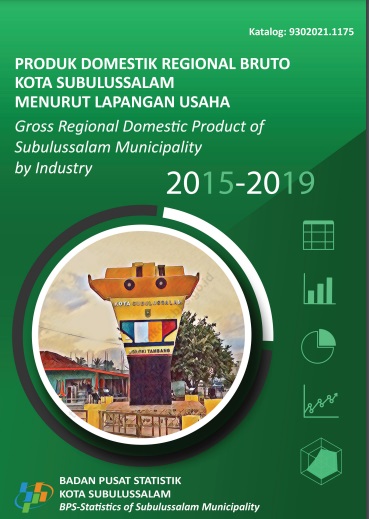 Katalog: 9302021.1175
PRODUK DOMESTIK REGIONAL BRUTO
KOTA SUBULUSSALAM
MENURUT LAPANGAN USAHA
Gross Regional Domestic Product of
Subulussalam Municipality
by Industry
2015-2019
KOTA SUBULUSSALAM
BADAN PUSAT STATISTIK
KOTA SUBULUSSALAM
BPS-Statistics of Subulussalam Municipality